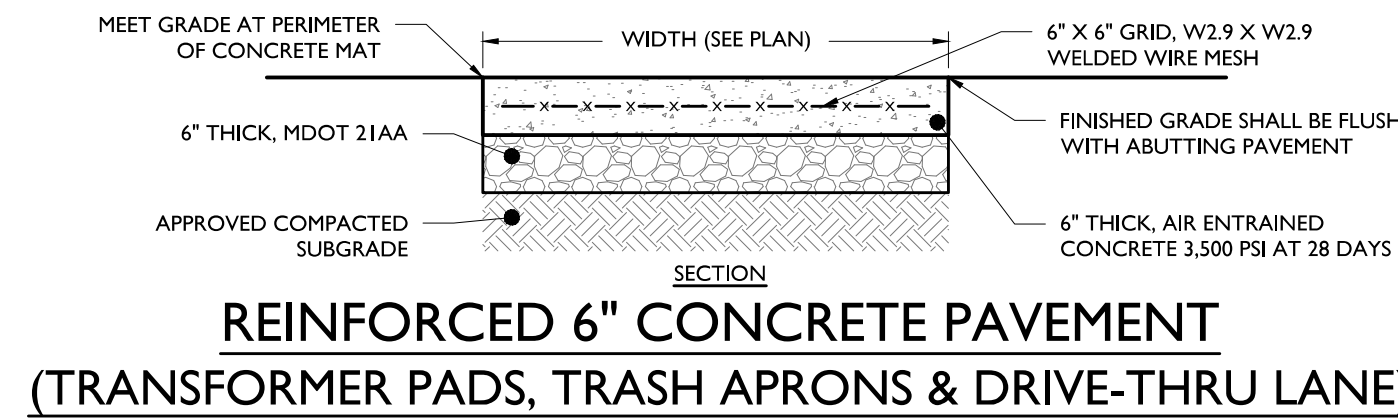 MEET GRADE AT PERIMETER
OF CONCRETE MAT
WIDTH (SEE PLAN)
6" X 6" GRID, W2.9 X W2.9
WELDED WIRE MESH
6" THICK, MDOT 21AA
FINISHED GRADE SHALL BE FLUSH
WITH ABUTTING PAVEMENT
APPROVED COMPACTED
SUBGRADE
6" THICK, AIR ENTRAINED
CONCRETE 3,500 PSI AT 28 DAYS
SECTION
REINFORCED 6" CONCRETE PAVEMENT
(TRANSFORMER PADS, TRASH APRONS & DRIVE-THRU LANE)